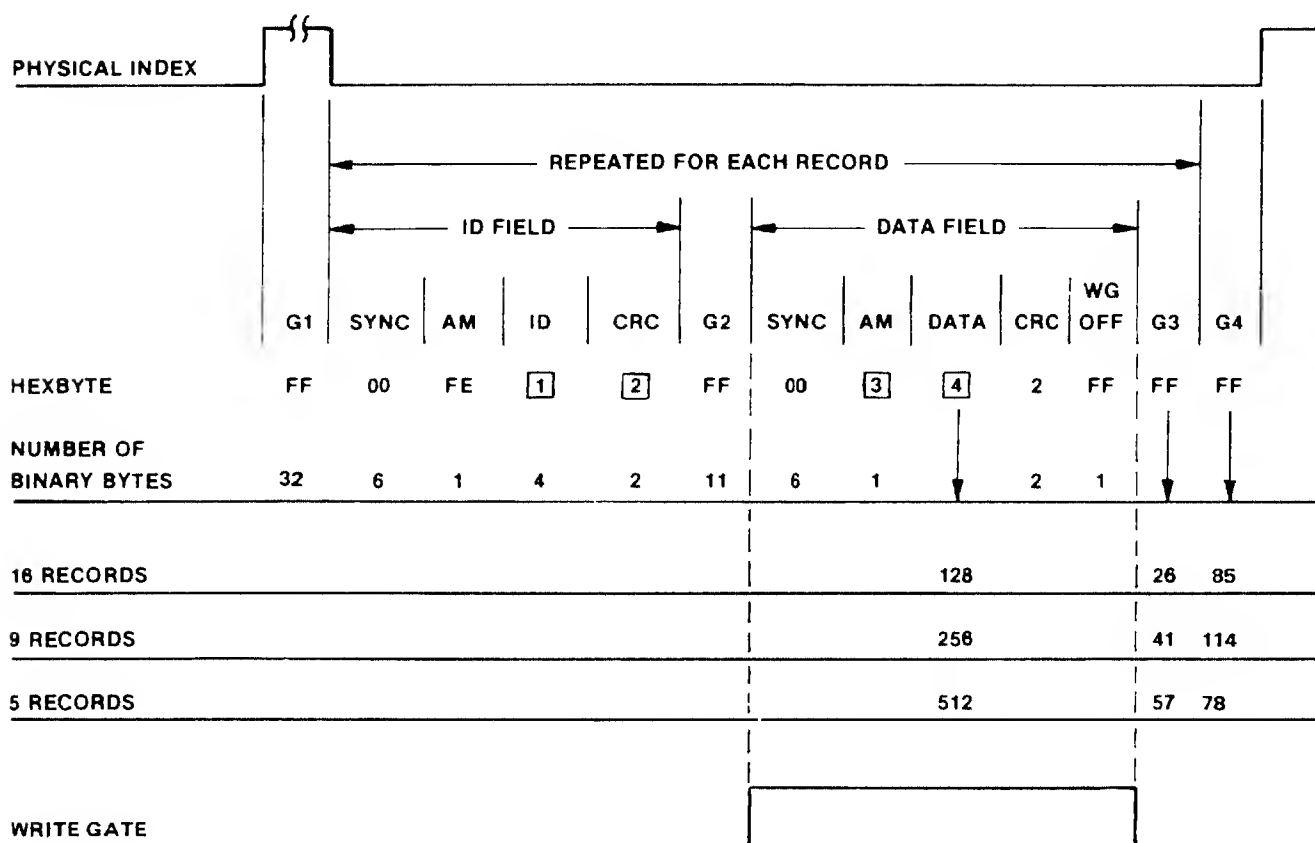 PHYSICAL INDEX
REPEATED FOR EACH RECORD
ID FIELD DATA FIELD
G1 SYNC AM ID CRC G2 SYNC AM DATA CRC WG OFF G3 G4
HEXBYTE FF 00 FE 1 2 FF 00 3 4 2 FF FF FF
NUMBER OF
BINARY BYTES 32 6 1 4 2 11 6 1 2 1
16 RECORDS 128 26 85
9 RECORDS 256 41 114
5 RECORDS 512 57 78
WRITE GATE